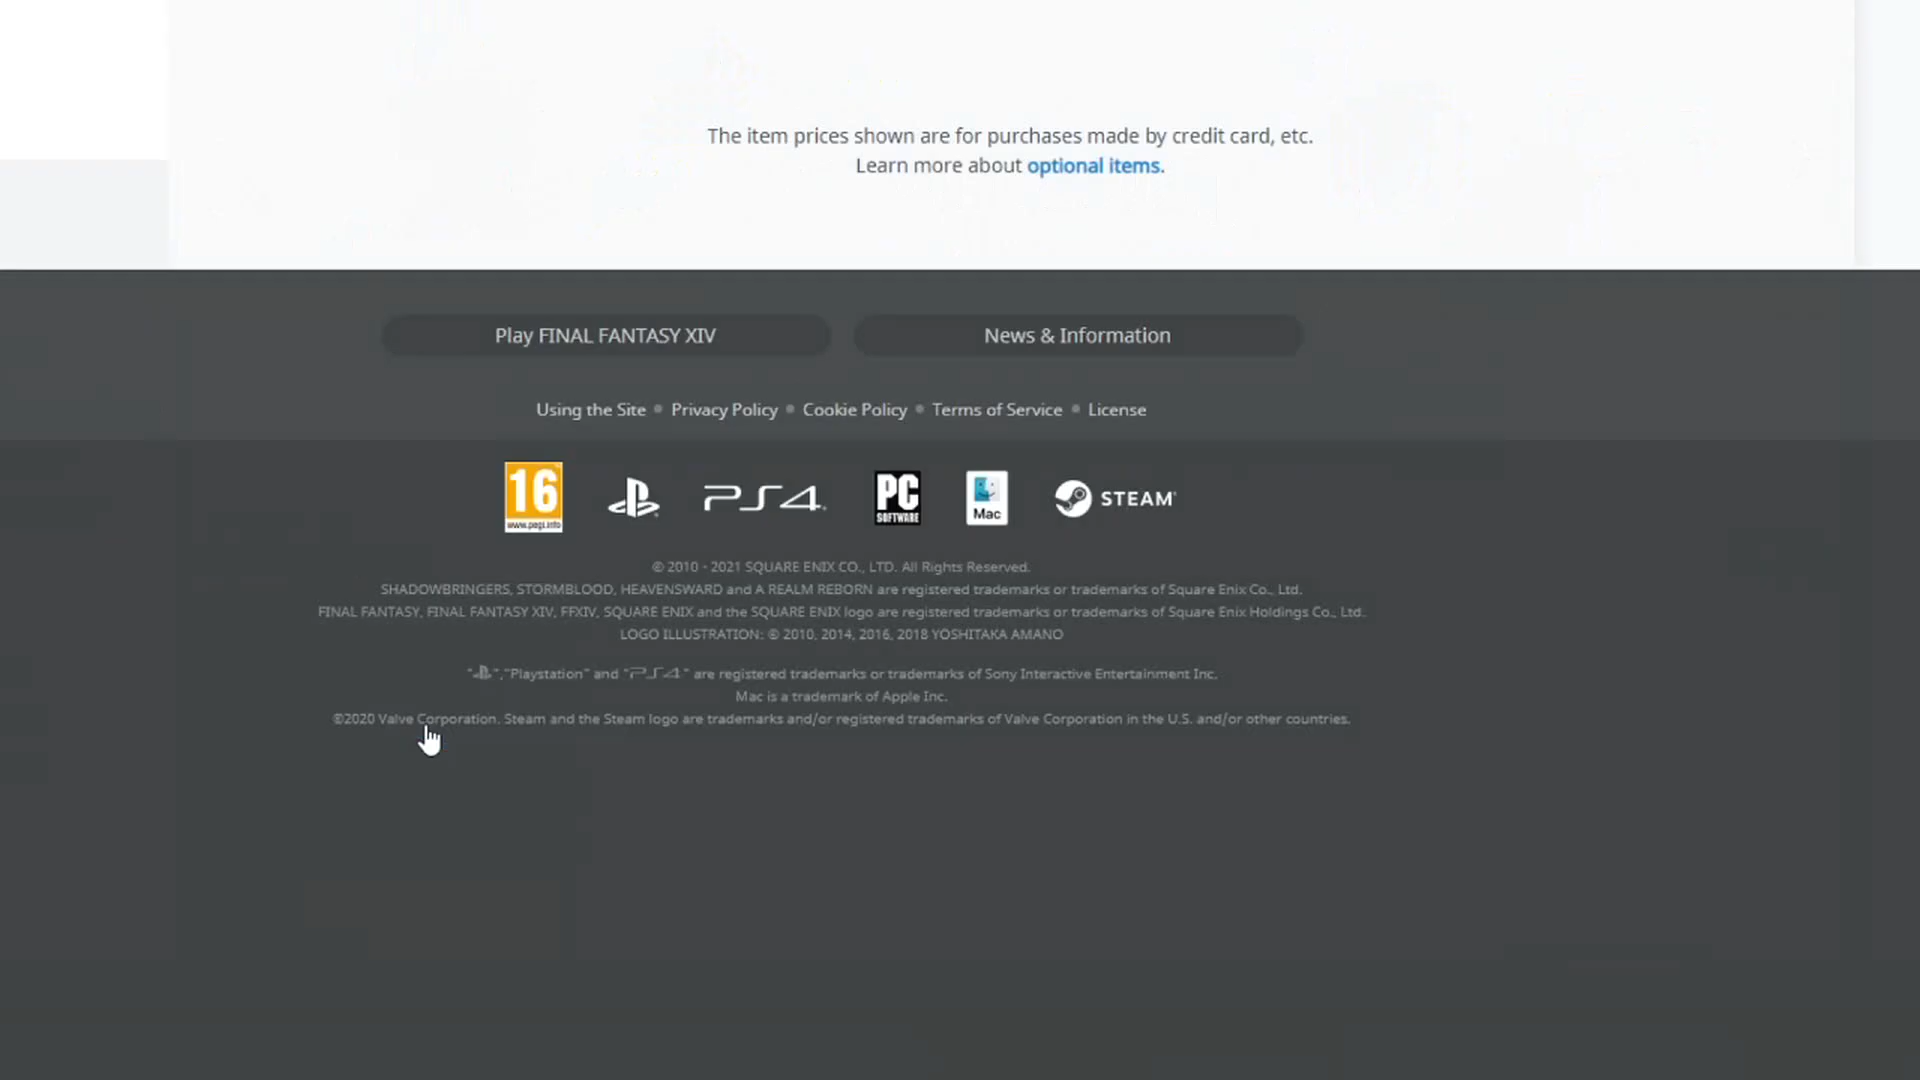 The item prices shown are for purchases made by credit card, etc.
Learn more about optional items.
Play FINAL FANTASY XIV
News & Information
Using the Site • Privacy Policy • Cookie Policy • Terms of Service • License
16
www.pegi.info
PS4
PC
SOFTWARE
Mac
STEAM
© 2010 - 2021 SQUARE ENIX CO., LTD. All Rights Reserved.
SHADOWBRINGERS, STORMBLOOD, HEAVENSWARD and A REALM REBORN are registered trademarks or trademarks of Square Enix Co., Ltd.
FINAL FANTASY, FINAL FANTASY XIV, FFXIV, SQUARE ENIX and the SQUARE ENIX logo are registered trademarks or trademarks of Square Enix Holdings Co., Ltd.
LOGO ILLUSTRATION: © 2010, 2014, 2016, 2018 YOSHITAKA AMANO
"","Playstation" and "PS4" are registered trademarks or trademarks of Sony Interactive Entertainment Inc.
Mac is a trademark of Apple Inc.
©2020 Valve Corporation. Steam and the Steam logo are trademarks and/or registered trademarks of Valve Corporation in the U.S. and/or other countries.